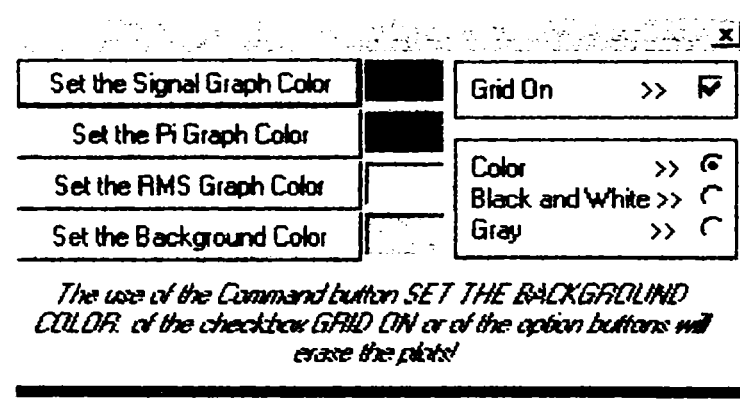 x
Set the Signal Graph Color
Grid On >>
Set the Pi Graph Color
Set the RMS Graph Color
Color >>
Black and White >>
Set the Background Color
Gray >>
The use of the Command button SET THE BACKGROUND
COLOR, of the checkbox GRID ON or of the option buttons will
erase the plots!